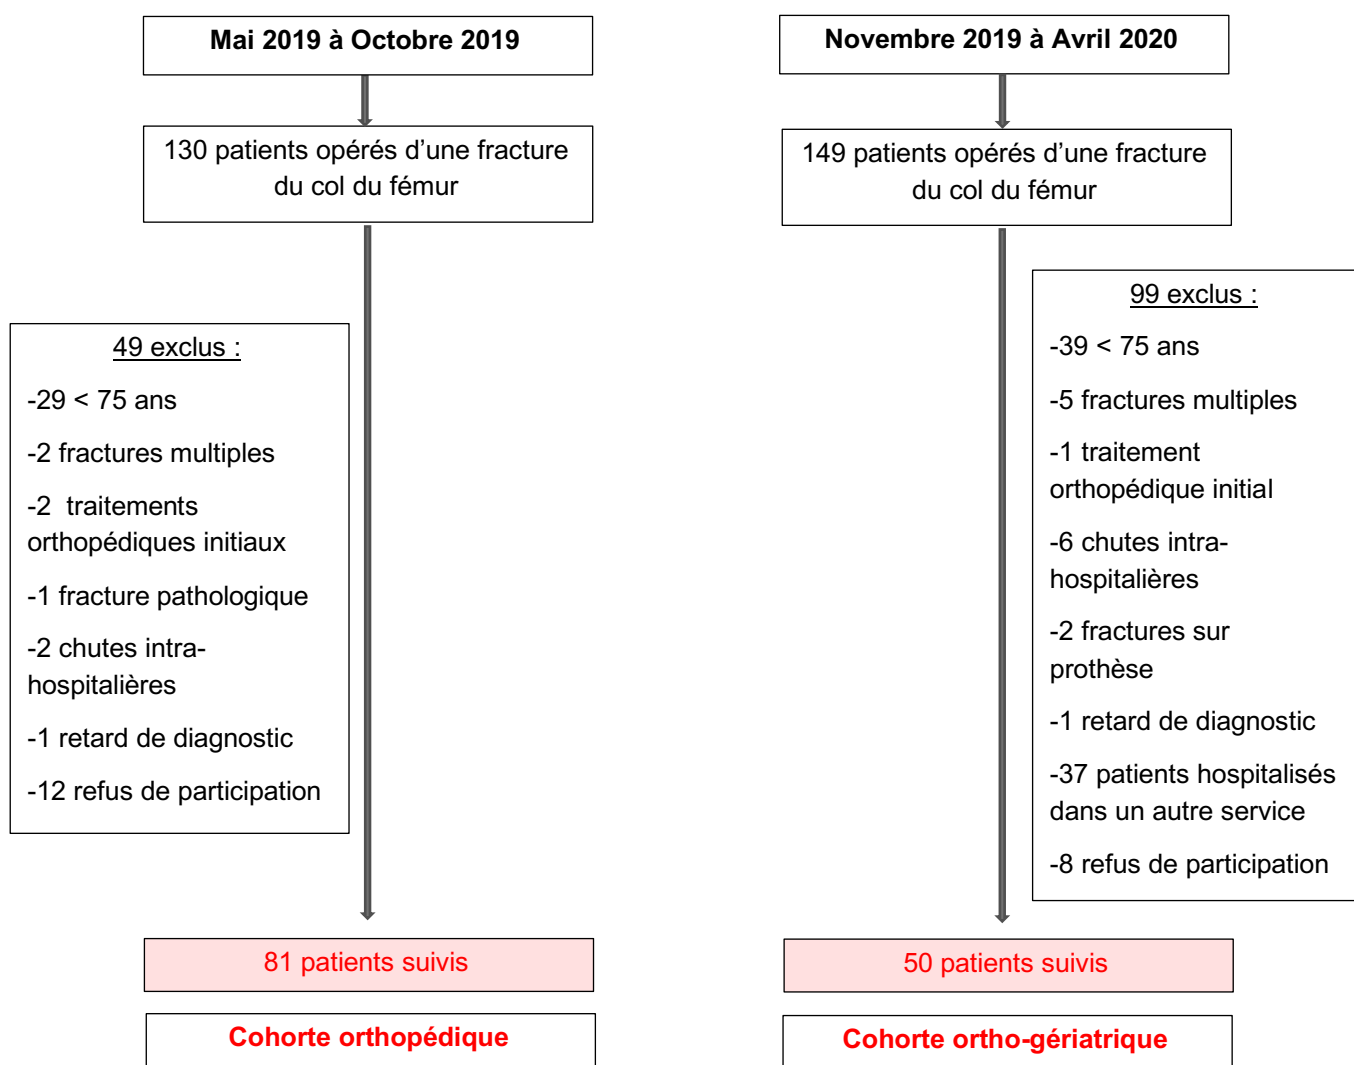 Mai 2019 à Octobre 2019
130 patients opérés d’une fracture
du col du fémur
49 exclus :
-29 < 75 ans
-2 fractures multiples
-2 traitements
orthopédiques initiaux
-1 fracture pathologique
-2 chutes intra-
hospitalières
-1 retard de diagnostic
-12 refus de participation
81 patients suivis
Cohorte orthopédique
Novembre 2019 à Avril 2020
149 patients opérés d’une fracture
du col du fémur
99 exclus :
-39 < 75 ans
-5 fractures multiples
-1 traitement
orthopédique initial
-6 chutes intra-
hospitalières
-2 fractures sur
prothèse
-1 retard de diagnostic
-37 patients hospitalisés
dans un autre service
-8 refus de participation
50 patients suivis
Cohorte ortho-gériatrique